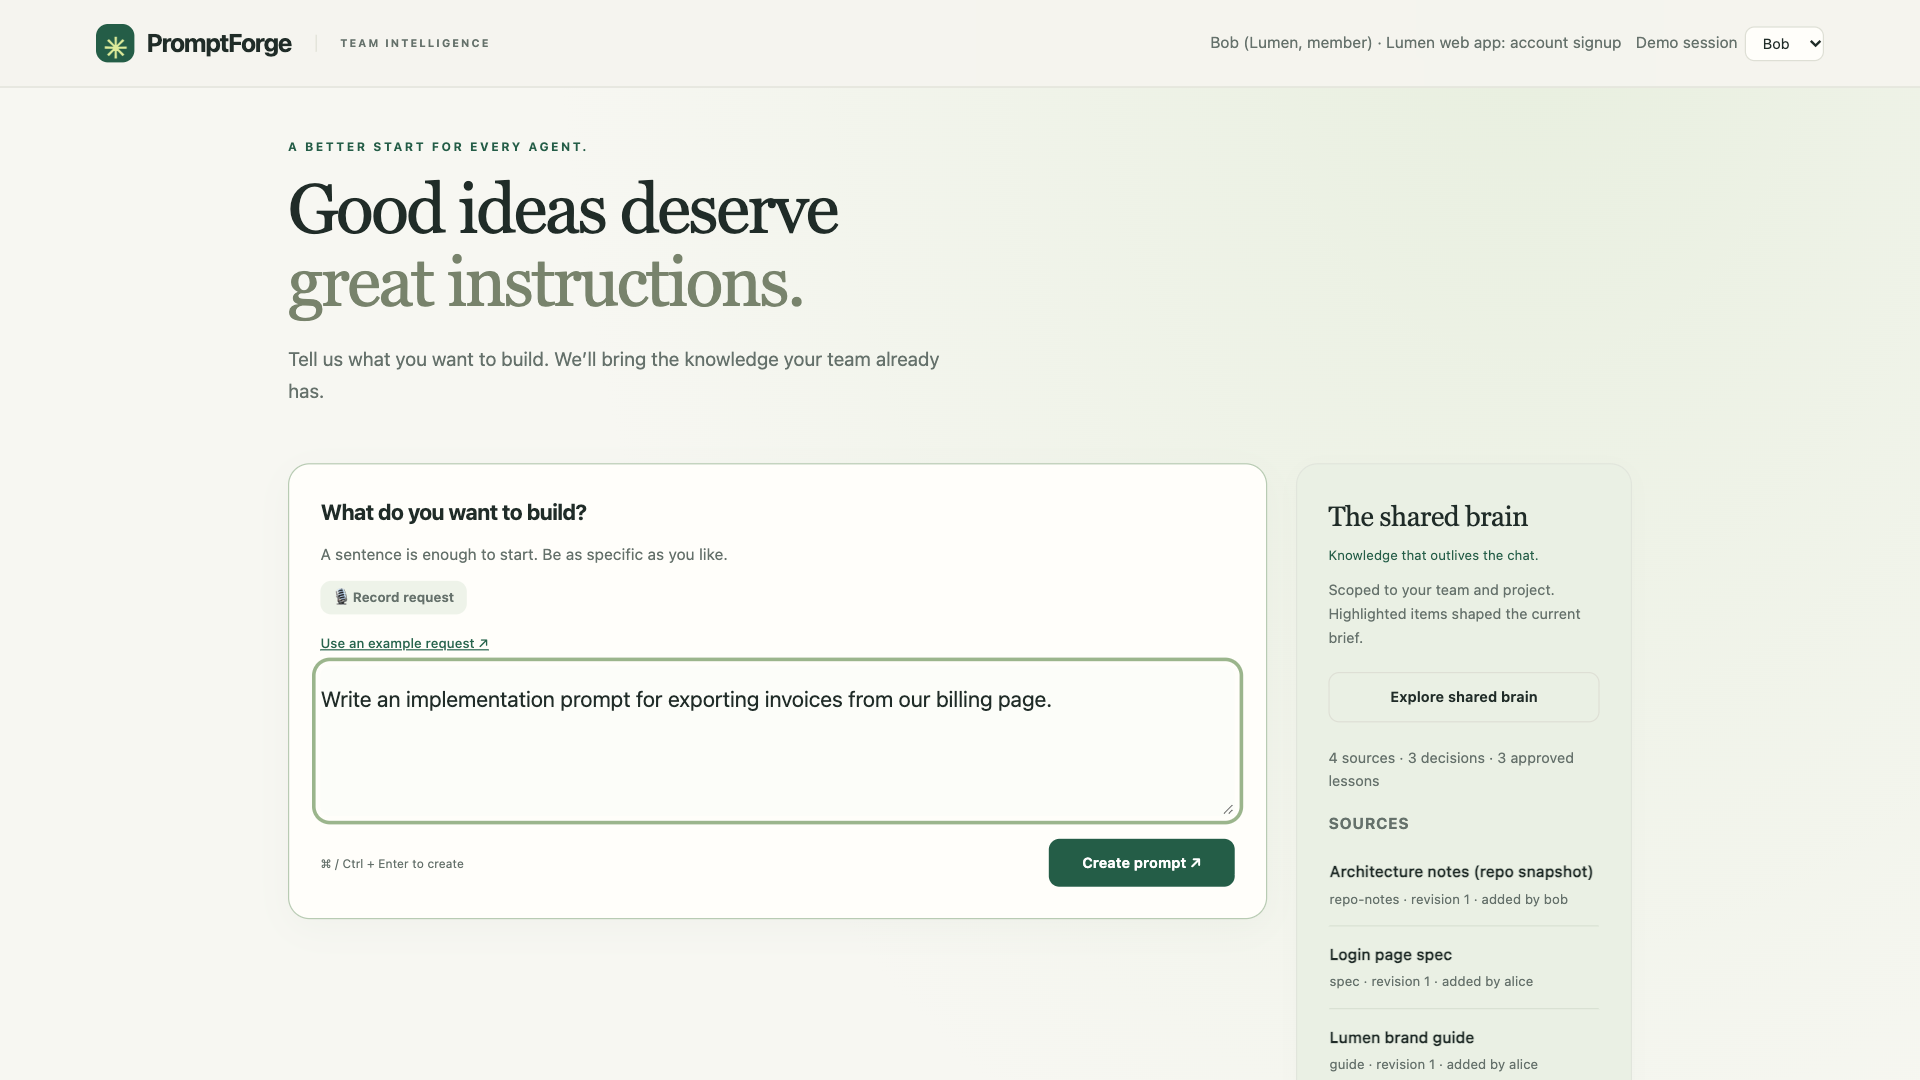 PromptForge
TEAM INTELLIGENCE
Bob (Lumen, member) · Lumen web app: account signup
Demo session
Bob
A BETTER START FOR EVERY AGENT.
Good ideas deserve
great instructions.
Tell us what you want to build. We’ll bring the knowledge your team already
has.
What do you want to build?
A sentence is enough to start. Be as specific as you like.
🎙️ Record request
Use an example request ↗
Write an implementation prompt for exporting invoices from our billing page.
⌘ / Ctrl + Enter to create
Create prompt ↗
The shared brain
Knowledge that outlives the chat.
Scoped to your team and project.
Highlighted items shaped the current
brief.
Explore shared brain
4 sources · 3 decisions · 3 approved
lessons
SOURCES
Architecture notes (repo snapshot)
repo-notes · revision 1 · added by bob
Login page spec
spec · revision 1 · added by alice
Lumen brand guide
guide · revision 1 · added by alice